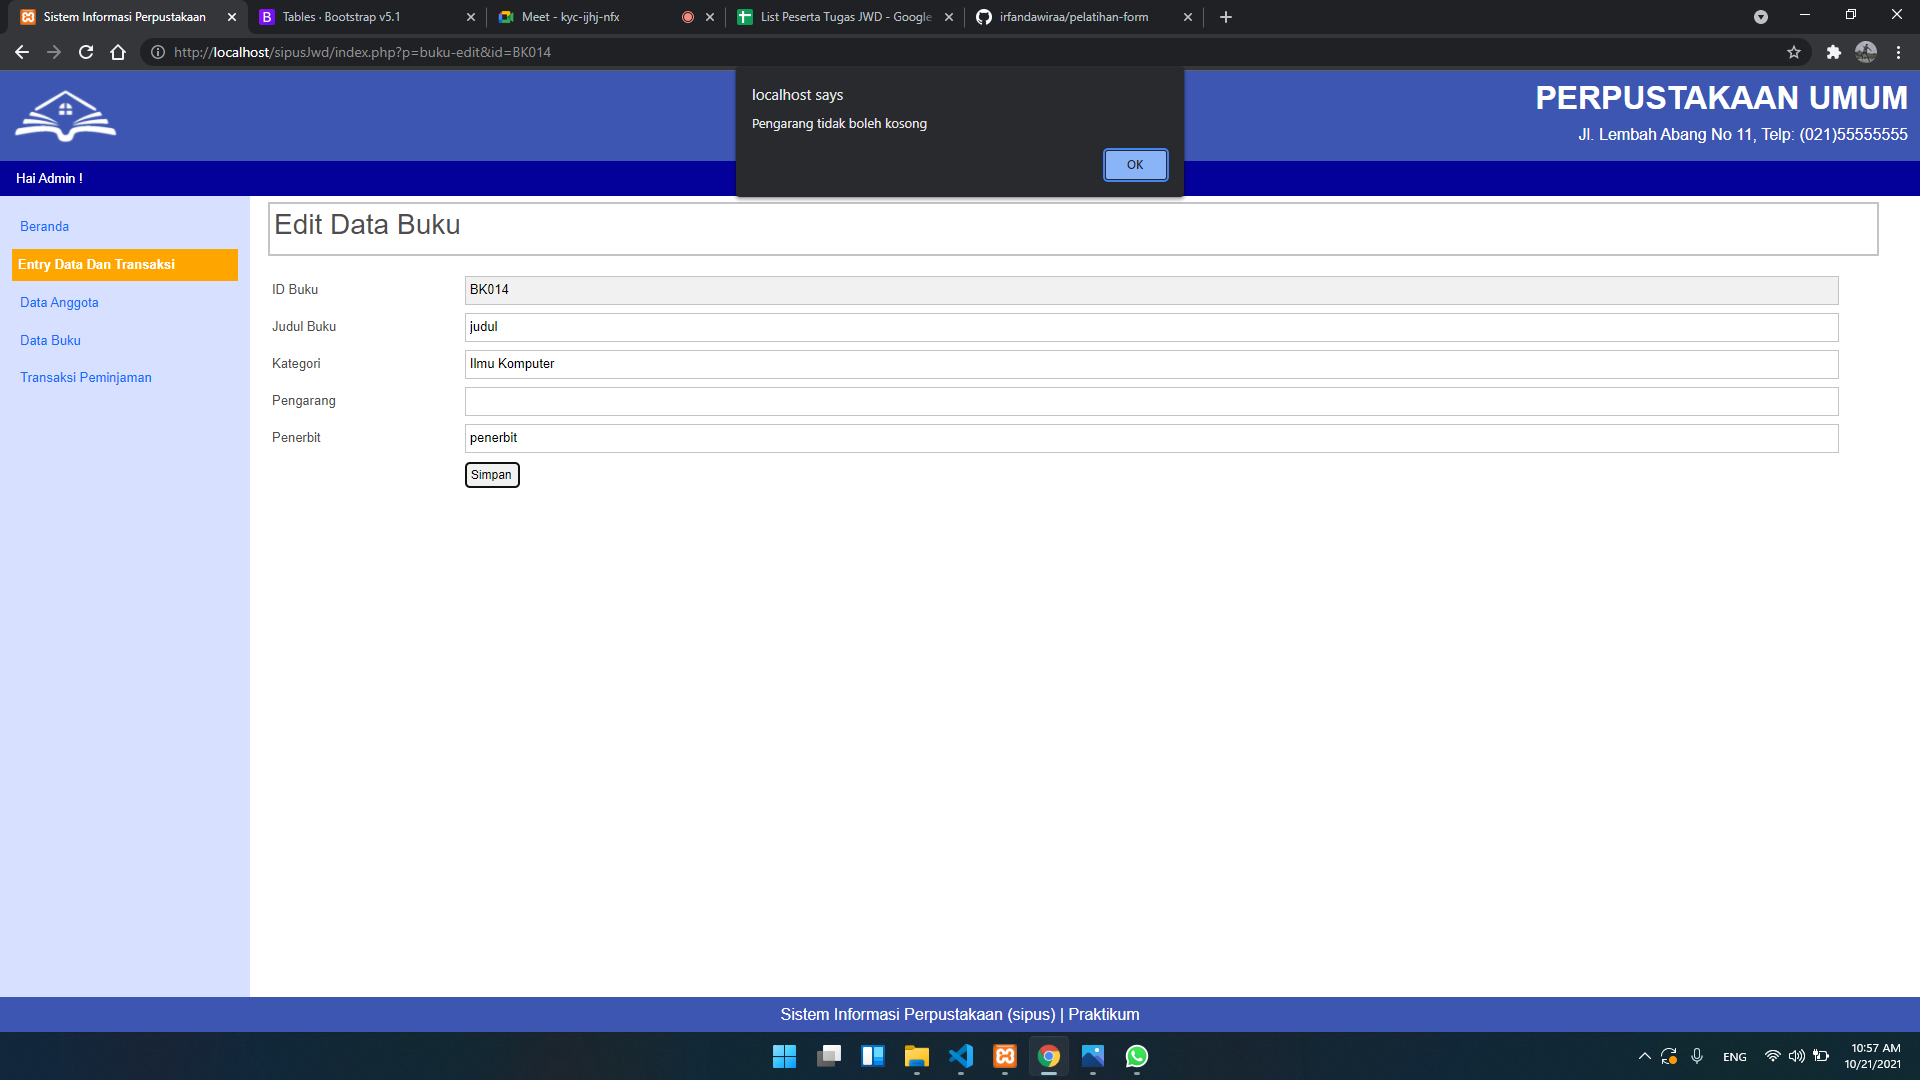 Sistem Informasi Perpustakaan
Tables · Bootstrap v5.1
Meet - kyc-ijhj-nfx
List Peserta Tugas JWD - Google
irfandawiraa/pelatihan-form
http://localhost/sipusJwd/index.php?p=buku-edit&id=BK014
localhost says
Pengarang tidak boleh kosong
OK
PERPUSTAKAAN UMUM
Jl. Lembah Abang No 11, Telp: (021)55555555
Hai Admin !
Beranda
Entry Data Dan Transaksi
Data Anggota
Data Buku
Transaksi Peminjaman
Edit Data Buku
ID Buku BK014
Judul Buku judul
Kategori Ilmu Komputer
Pengarang
Penerbit penerbit
Simpan
Sistem Informasi Perpustakaan (sipus) | Praktikum
ENG
10:57 AM
10/21/2021